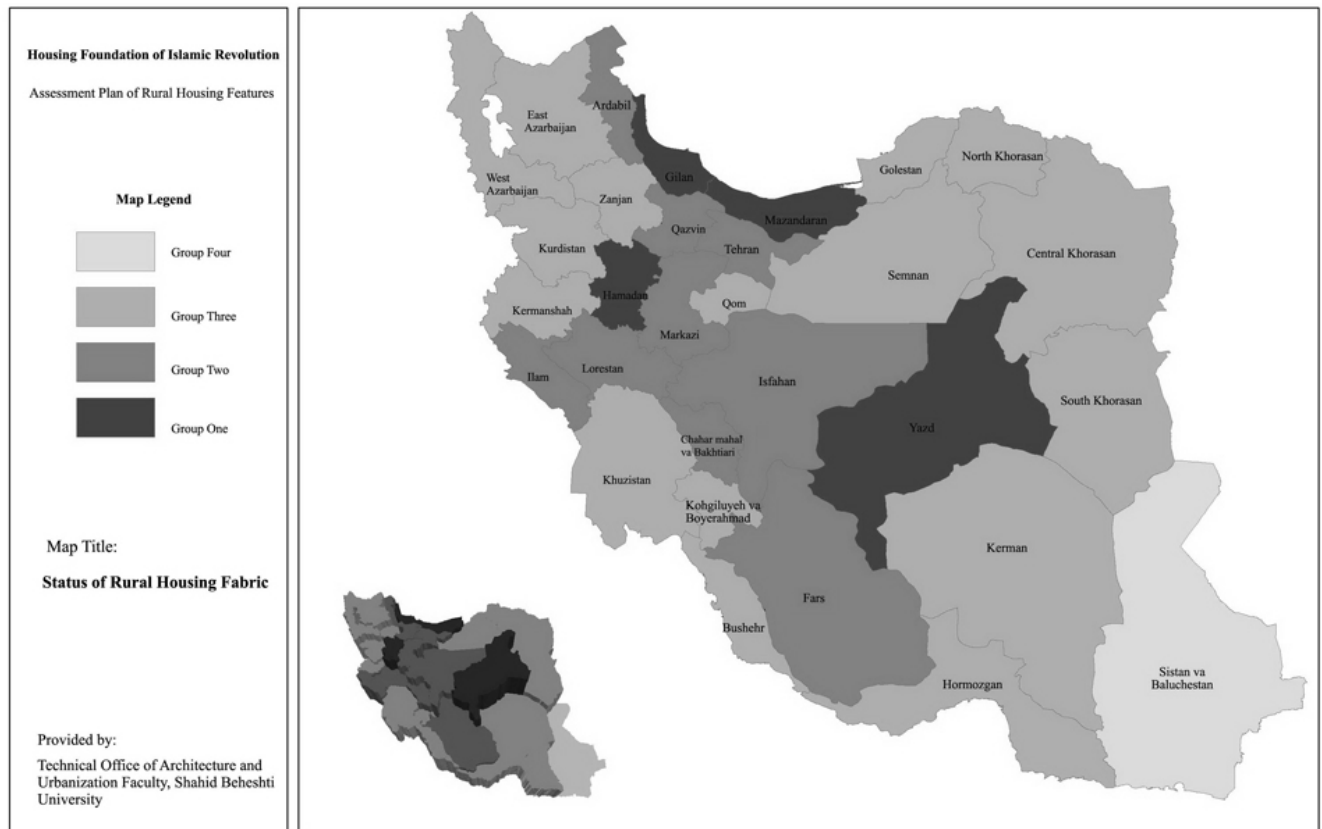 Housing Foundation of Islamic Revolution
Assessment Plan of Rural Housing Features
Map Legend
Group Four
Group Three
Group Two
Group One
Map Title:
Status of Rural Housing Fabric
Provided by:
Technical Office of Architecture and
Urbanization Faculty, Shahid Beheshti
University
Ardabil
East
Azarbaijan
West
Azarbaijan
Gilan
Zanjan
Golestan
North Khorasan
Mazandaran
Qazvin
Tehran
Kurdistan
Semnan
Central Khorasan
Hamadan
Qom
Kermanshah
Markazi
Ilam
Lorestan
Isfahan
South Khorasan
Yazd
Chahar mahal
va Bakhtiari
Khuzistan
Kohgiluyeh va
Boyerahmad
Kerman
Fars
Bushehr
Hormozgan
Sistan va
Baluchestan